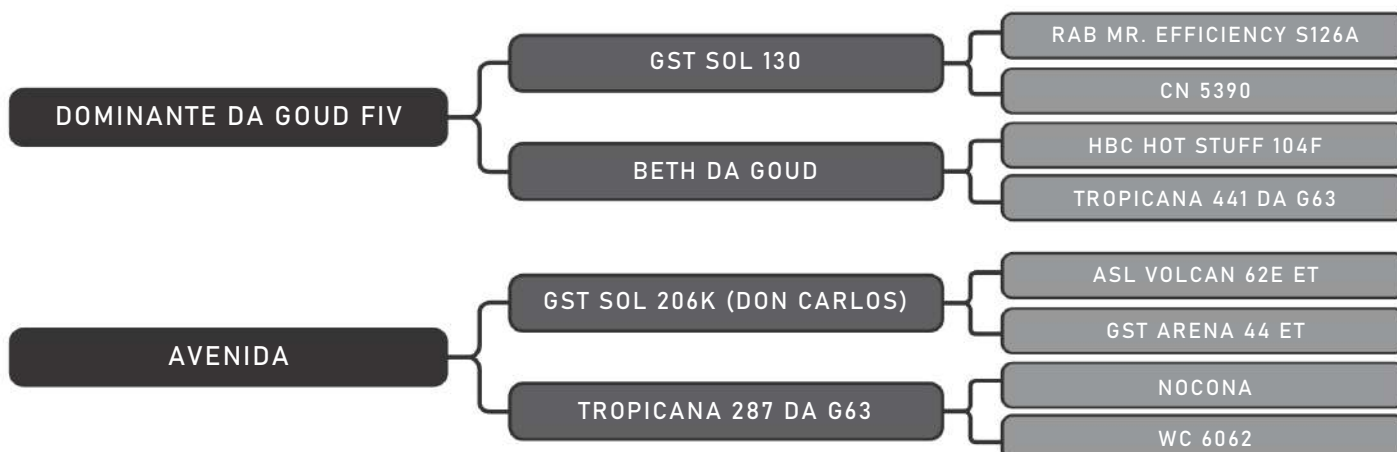 DOMINANTE DA GOUD FIV
GST SOL 130
RAB MR. EFFICIENCY S126A
CN 5390
BETH DA GOUD
HBC HOT STUFF 104F
TROPICANA 441 DA G63
AVENIDA
GST SOL 206K (DON CARLOS)
ASL VOLCAN 62E ET
GST ARENA 44 ET
TROPICANA 287 DA G63
NOCONA
WC 6062